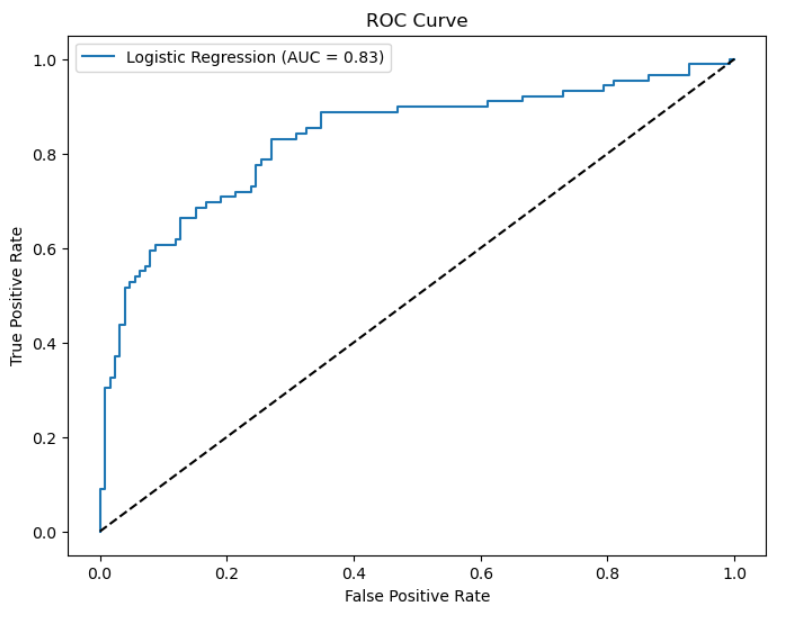 ROC Curve
Logistic Regression (AUC = 0.83)
True Positive Rate
1.0
0.8
0.6
0.4
0.2
0.0
0.0 0.2 0.4 0.6 0.8 1.0
False Positive Rate